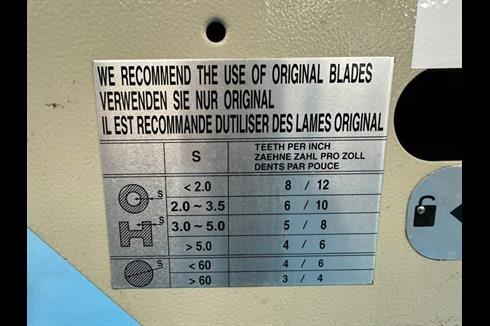 WE RECOMMEND THE USE OF ORIGINAL BLADES
VERWENDEN SIE NUR ORIGINAL
IL EST RECOMMANDE DUTILISER DES LAMES ORIGINAL
S
TEETH PER INCH
ZAEHNE ZAHL PRO ZOLL
DENTS PAR POUCE
S
< 2.0 8 / 12
2.0 ~ 3.5 6 / 10
S
3.0 ~ 5.0 5 / 8
> 5.0 4 / 6
S
< 60 4 / 6
> 60 3 / 4